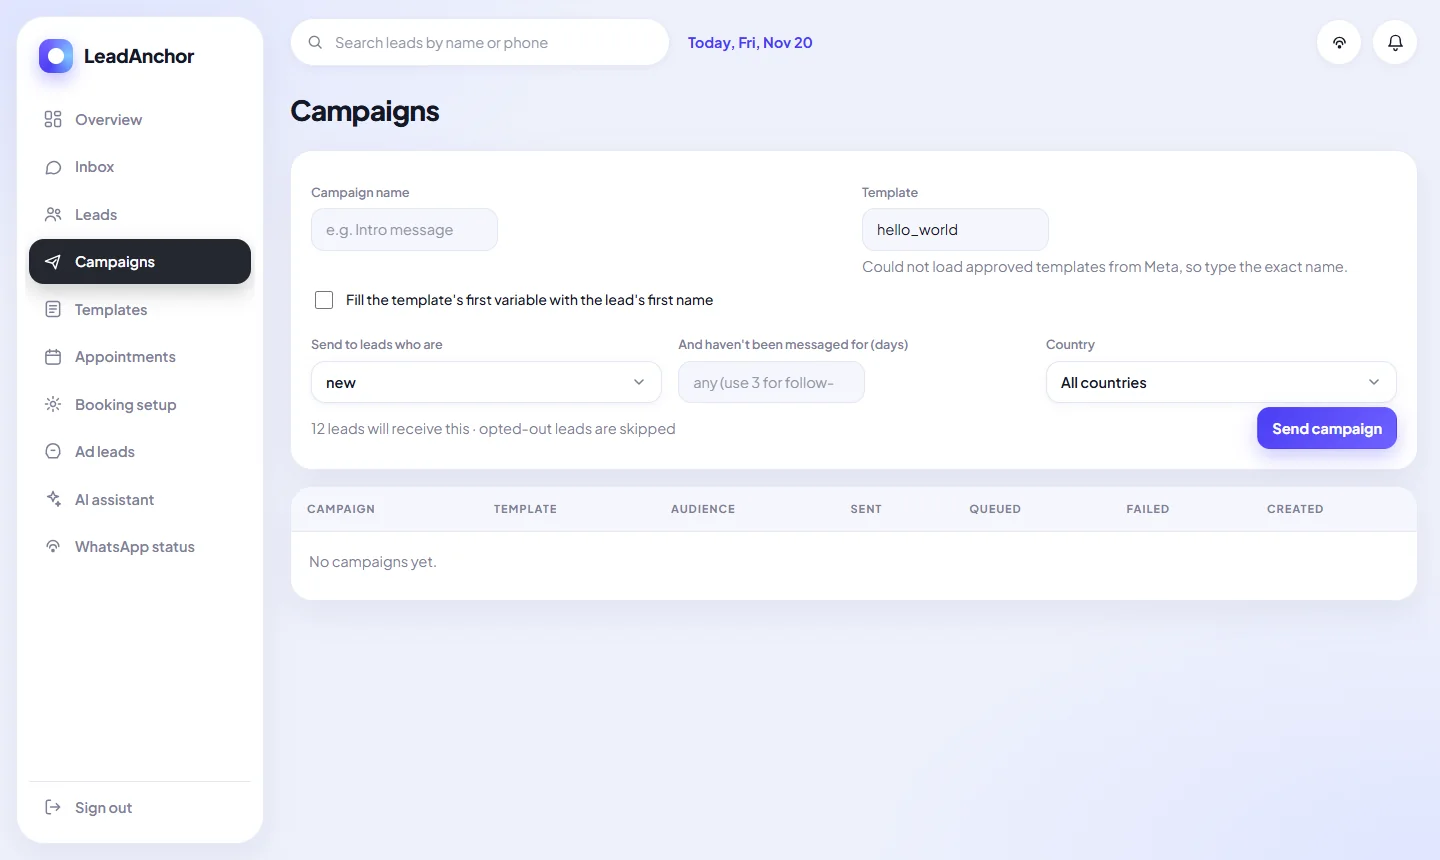 LeadAnchor
Overview
Inbox
Leads
Campaigns
Templates
Appointments
Booking setup
Ad leads
AI assistant
WhatsApp status
Sign out
Search leads by name or phone
Today, Fri, Nov 20
Campaigns
Campaign name
e.g. Intro message
Template
hello_world
Could not load approved templates from Meta, so type the exact name.
Fill the template's first variable with the lead's first name
Send to leads who are
new
And haven't been messaged for (days)
any (use 3 for follow-
Country
All countries
12 leads will receive this · opted-out leads are skipped
Send campaign
CAMPAIGN TEMPLATE AUDIENCE SENT QUEUED FAILED CREATED
No campaigns yet.